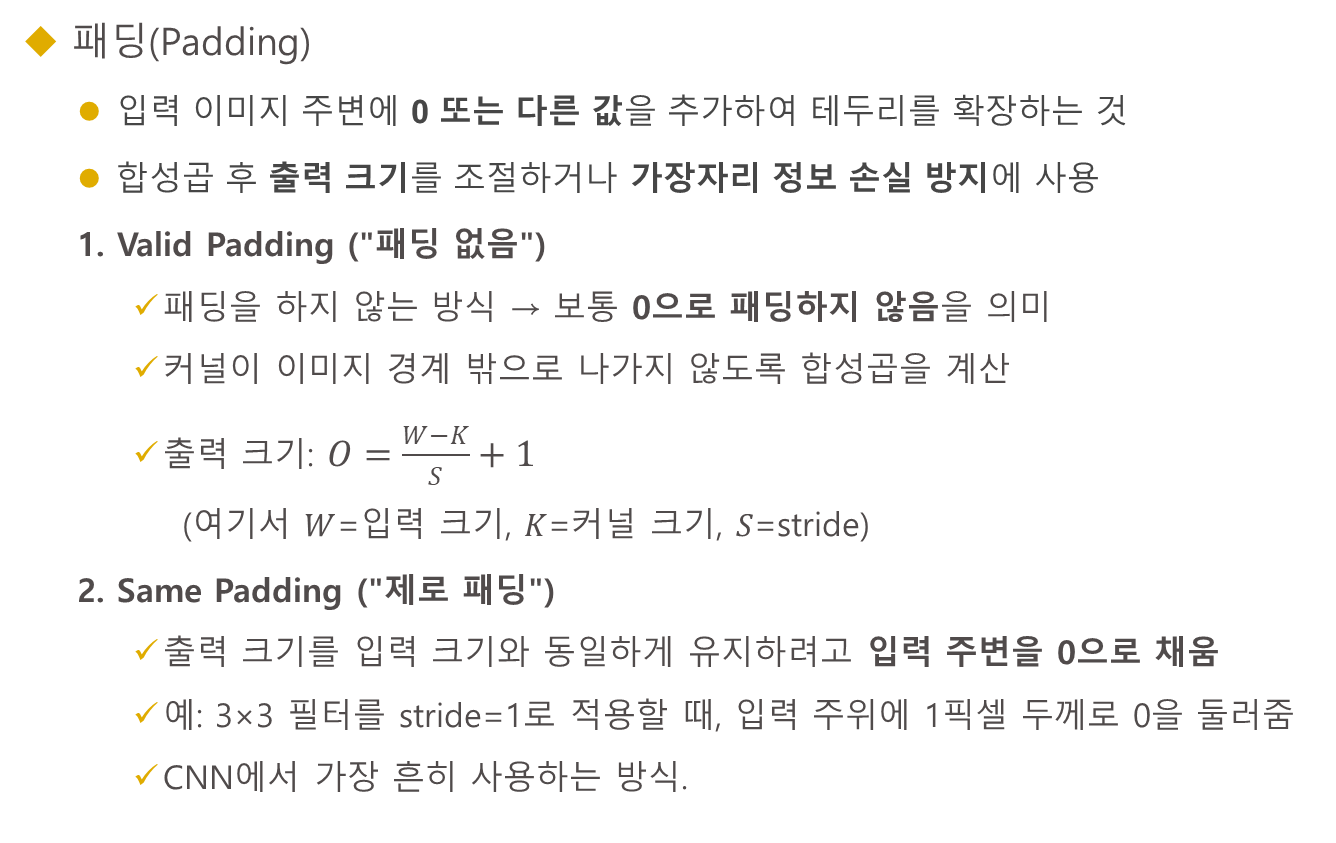 ◆ 패딩(Padding)
● 입력 이미지 주변에 0 또는 다른 값을 추가하여 테두리를 확장하는 것
● 합성곱 후 출력 크기를 조절하거나 가장자리 정보 손실 방지에 사용
1. Valid Padding ("패딩 없음")
✓패딩을 하지 않는 방식 → 보통 0으로 패딩하지 않음을 의미
✓커널이 이미지 경계 밖으로 나가지 않도록 합성곱을 계산
✓출력 크기: $O = \frac{W-K}{S} + 1$
(여기서 W=입력 크기, K=커널 크기, S=stride)
2. Same Padding ("제로 패딩")
✓출력 크기를 입력 크기와 동일하게 유지하려고 입력 주변을 0으로 채움
✓예: 3×3 필터를 stride=1로 적용할 때, 입력 주위에 1픽셀 두께로 0을 둘러줌
✓CNN에서 가장 흔히 사용하는 방식.